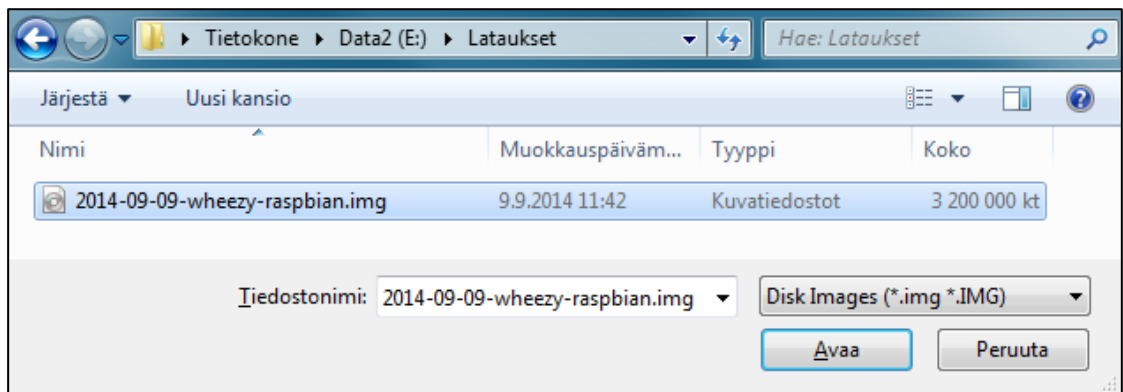 Tietokone Data2 (E:) Lataukset Hae: Lataukset
Järjestä Uusi kansio
Nimi Muokkauspäiväm... Tyyppi Koko
2014-09-09-wheezy-raspbian.img 9.9.2014 11:42 Kuvatiedostot 3 200 000 kt
Tiedostonimi: 2014-09-09-wheezy-raspbian.img Disk Images (*.img *.IMG)
Avaa Peruuta